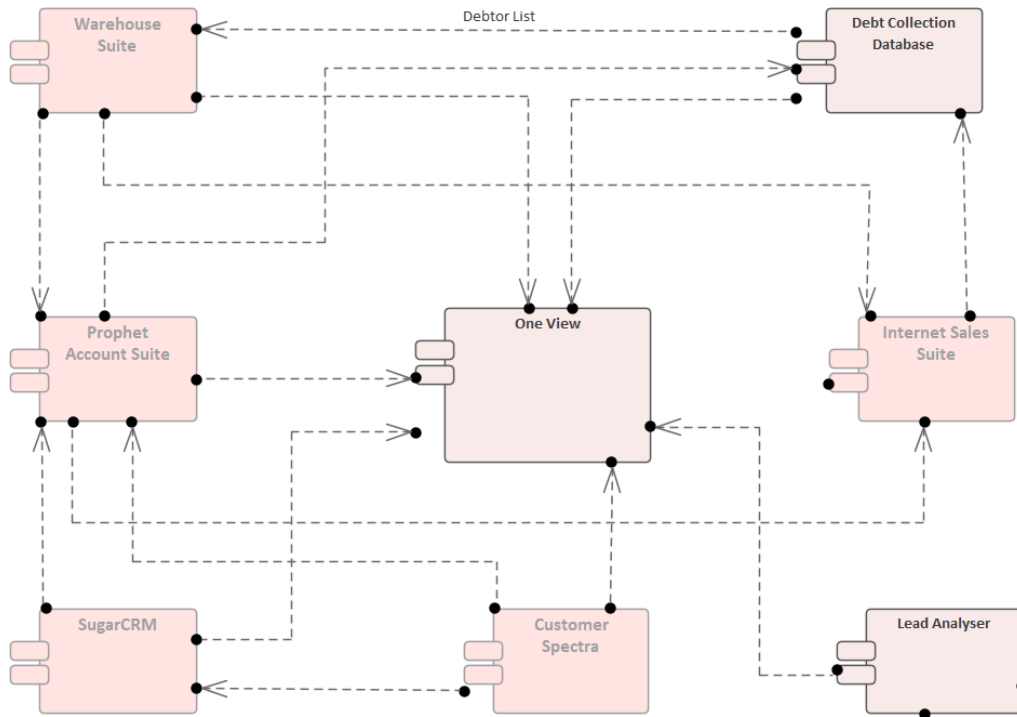 Warehouse
Suite
Debtor List
Debt Collection
Database
Prophet
Account Suite
One View
Internet Sales
Suite
SugarCRM
Customer
Spectra
Lead Analyser